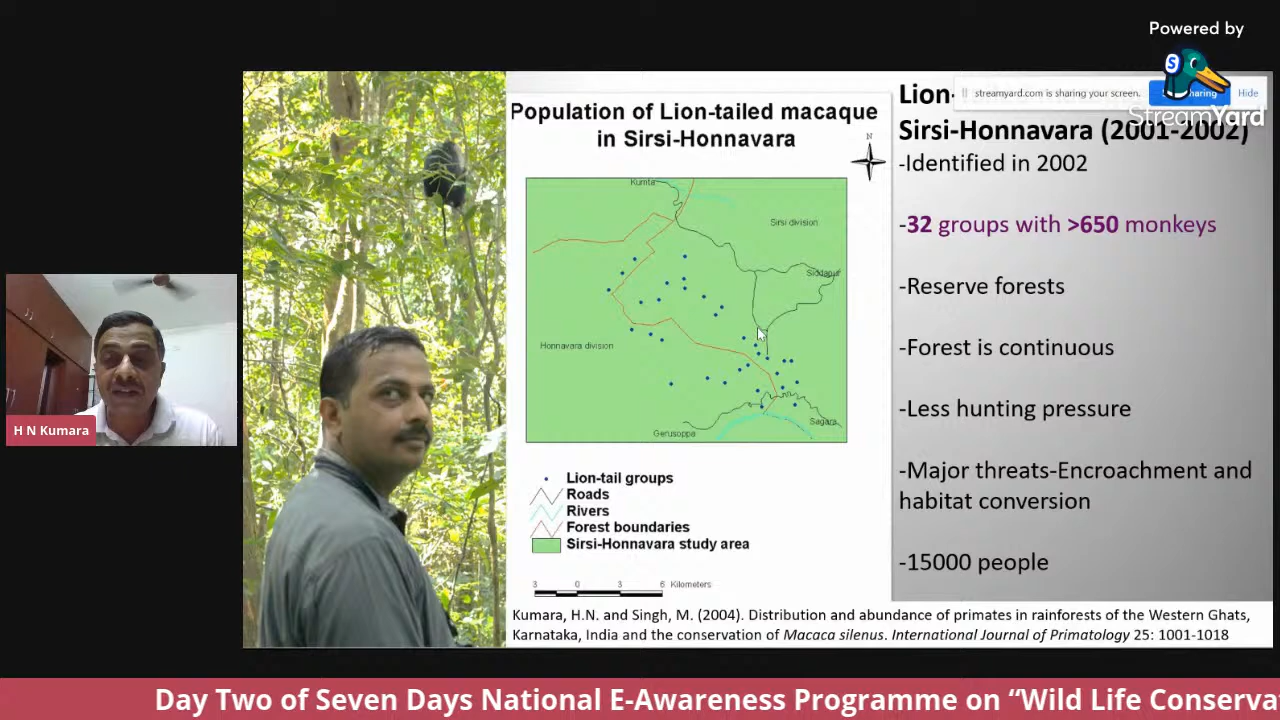 Powered by
StreamYard
streamyard.com is sharing your screen.
Hide
Population of Lion-tailed macaque
in Sirsi-Honnavara
N
Kumta
Sirsi division
Siddapur
Honnavara division
Gerusoppa
Sagara
Lion-tail groups
Roads
Rivers
Forest boundaries
Sirsi-Honnavara study area
3 0 3 6 Kilometers
Lion-
Sirsi-Honnavara (2001-2002)
-Identified in 2002
-32 groups with >650 monkeys
-Reserve forests
-Forest is continuous
-Less hunting pressure
-Major threats-Encroachment and
habitat conversion
-15000 people
Kumara, H.N. and Singh, M. (2004). Distribution and abundance of primates in rainforests of the Western Ghats,
Karnataka, India and the conservation of Macaca silenus. International Journal of Primatology 25: 1001-1018
H N Kumara
Day Two of Seven Days National E-Awareness Programme on “Wild Life Conserva